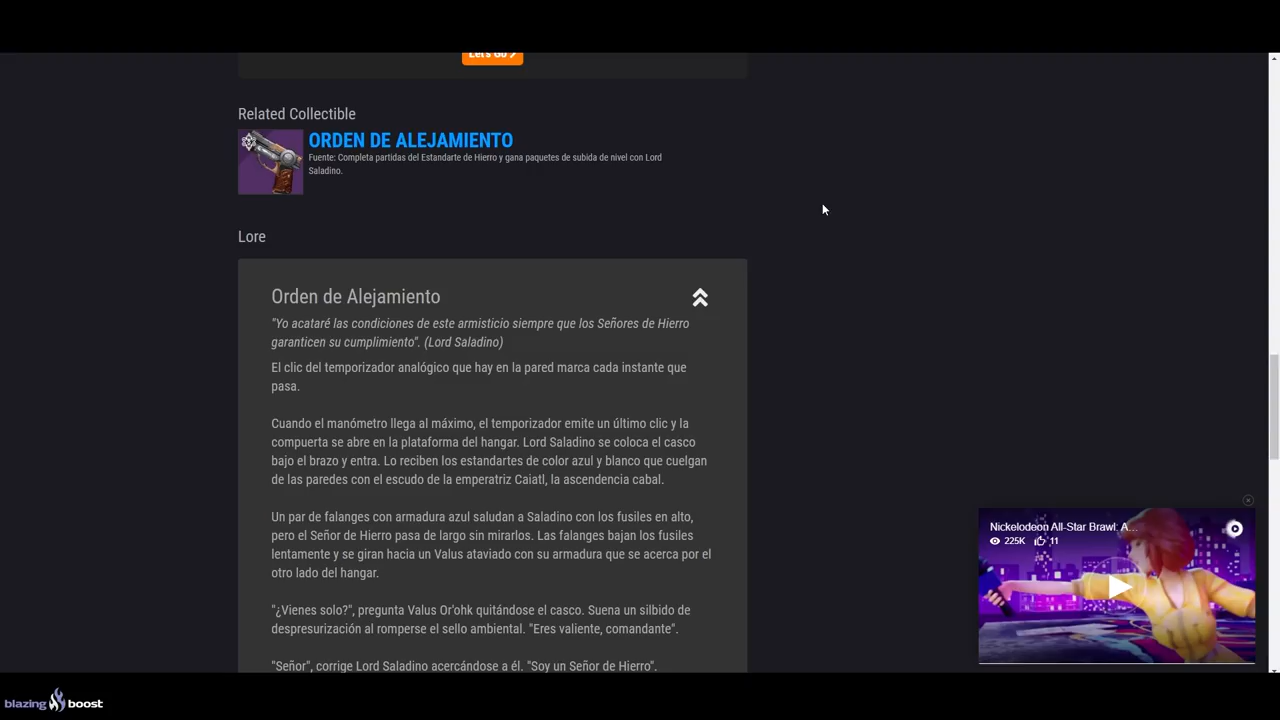 Let's Go
Related Collectible
ORDEN DE ALEJAMIENTO
Fuente: Completa partidas del Estandarte de Hierro y gana paquetes de subida de nivel con Lord
Saladino.
Lore
Orden de Alejamiento
"Yo acataré las condiciones de este armisticio siempre que los Señores de Hierro
garanticen su cumplimiento". (Lord Saladino)
El clic del temporizador analógico que hay en la pared marca cada instante que
pasa.
Cuando el manómetro llega al máximo, el temporizador emite un último clic y la
compuerta se abre en la plataforma del hangar. Lord Saladino se coloca el casco
bajo el brazo y entra. Lo reciben los estandartes de color azul y blanco que cuelgan
de las paredes con el escudo de la emperatriz Caiatl, la ascendencia cabal.
Un par de falanges con armadura azul saludan a Saladino con los fusiles en alto,
pero el Señor de Hierro pasa de largo sin mirarlos. Las falanges bajan los fusiles
lentamente y se giran hacia un Valus ataviado con su armadura que se acerca por el
otro lado del hangar.
"¿Vienes solo?", pregunta Valus Or'ohk quitándose el casco. Suena un silbido de
despresurización al romperse el sello ambiental. "Eres valiente, comandante".
"Señor", corrige Lord Saladino acercándose a él. "Soy un Señor de Hierro".
Nickelodeon All-Star Brawl: A...
225K 11
blazing boost